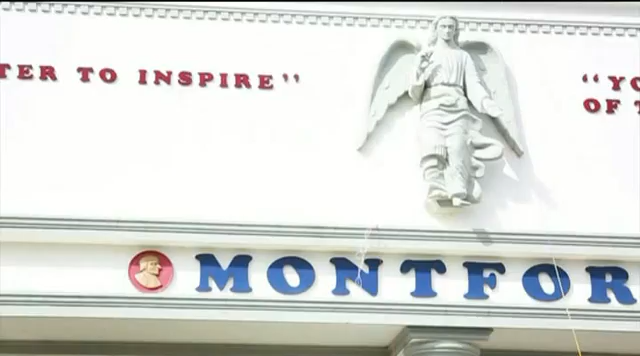 TER TO INSPIRE”
“YO
OF T
MONTFOR